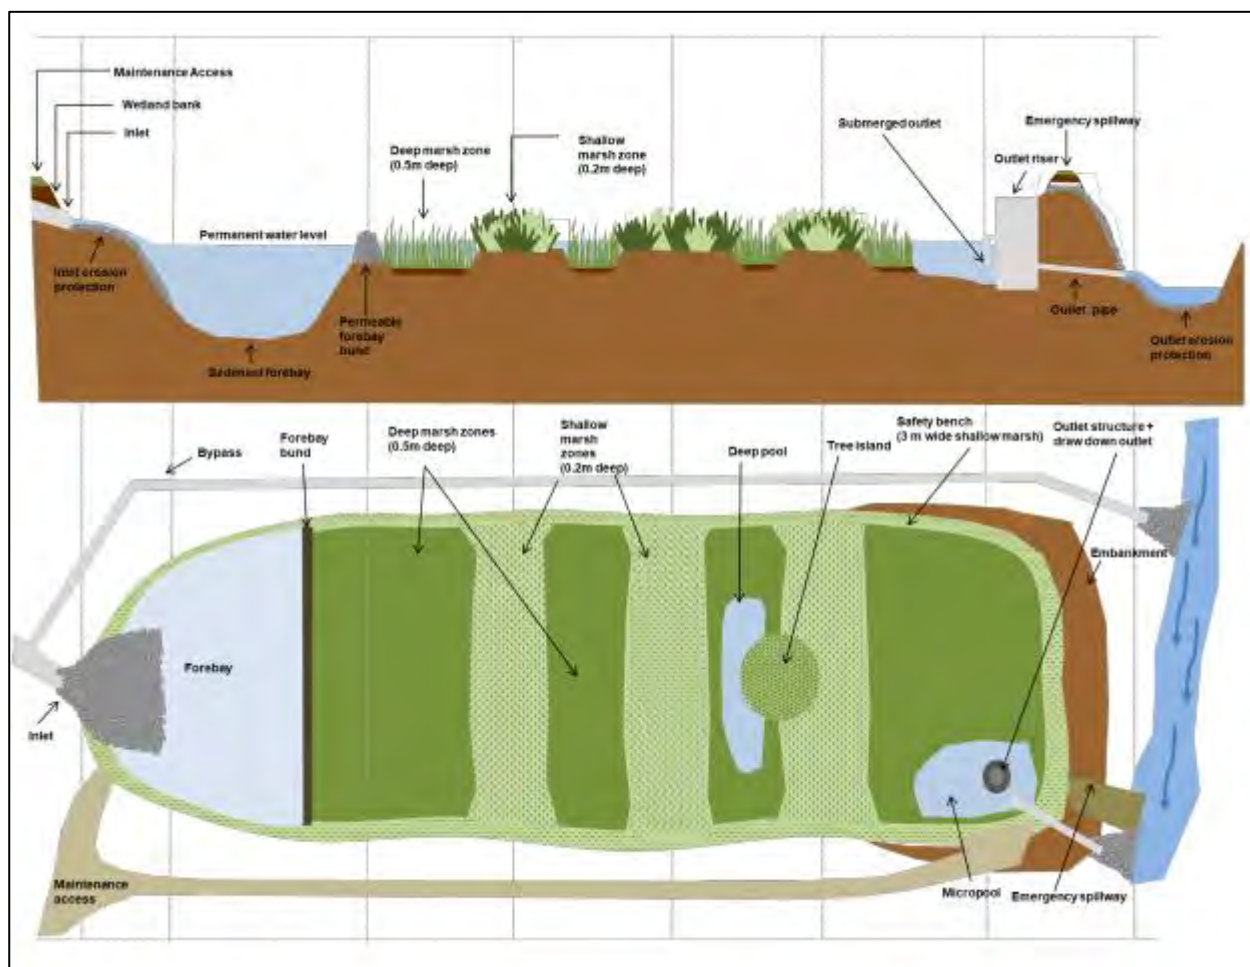 Maintenance Access
Wetland bank
Inlet
Deep marsh zone
(0.5m deep)
Shallow
marsh zone
(0.2m deep)
Submerged outlet
Emergency spillway
Outlet riser
Permanent water level
Inlet erosion
protection
Permeable
forebay
bund
Sediment forebay
Outlet pipe
Outlet erosion
protection
Bypass
Forebay
bund
Deep marsh zones
(0.5m deep)
Shallow
marsh
zones
(0.2m deep)
Deep pool
Tree island
Safety bench
(3 m wide shallow marsh)
Outlet structure +
draw down outlet
Embankment
Forebay
Inlet
Maintenance
access
Micropool
Emergency spillway